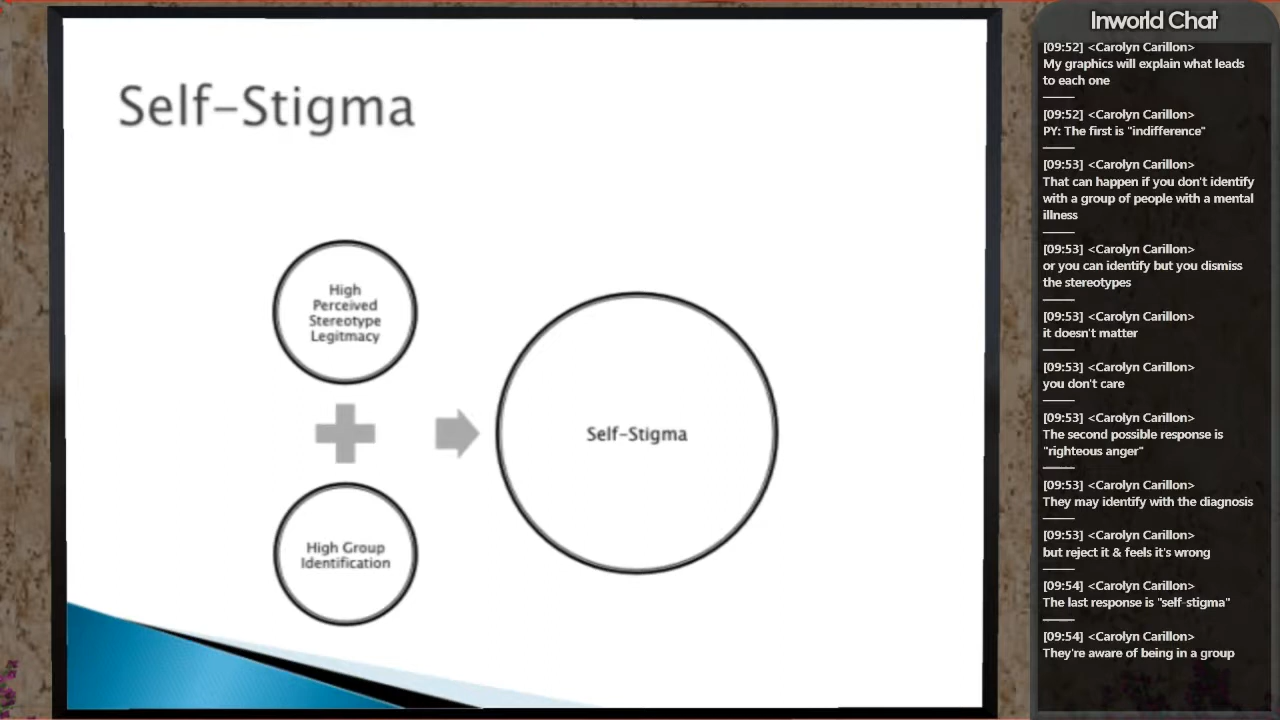 Self-Stigma
High
Perceived
Stereotype
Legitmacy
High Group
Identification
Self-Stigma
Inworld Chat
[09:52] <Carolyn Carillon>
My graphics will explain what leads
to each one
[09:52] <Carolyn Carillon>
PY: The first is "indifference"
[09:53] <Carolyn Carillon>
That can happen if you don't identify
with a group of people with a mental
illness
[09:53] <Carolyn Carillon>
or you can identify but you dismiss
the stereotypes
[09:53] <Carolyn Carillon>
it doesn't matter
[09:53] <Carolyn Carillon>
you don't care
[09:53] <Carolyn Carillon>
The second possible response is
"righteous anger"
[09:53] <Carolyn Carillon>
They may identify with the diagnosis
[09:53] <Carolyn Carillon>
but reject it & feels it's wrong
[09:54] <Carolyn Carillon>
The last response is "self-stigma"
[09:54] <Carolyn Carillon>
They're aware of being in a group